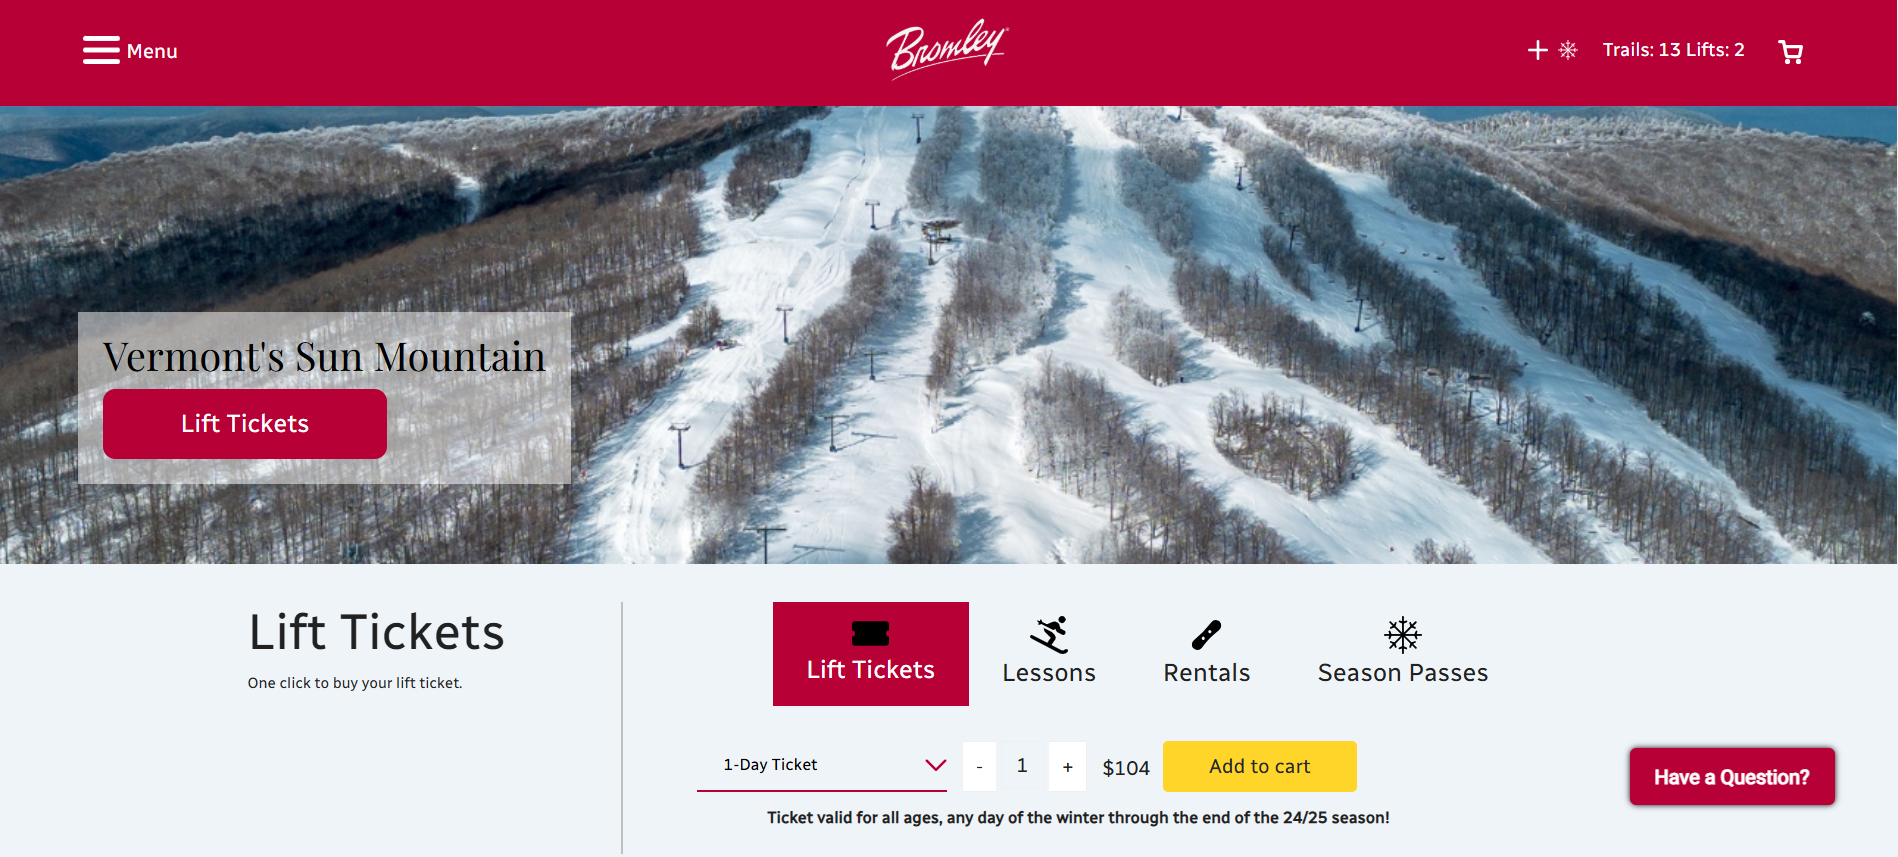 Menu
Bromley
Trails: 13 Lifts: 2
Vermont's Sun Mountain
Lift Tickets
Lift Tickets
One click to buy your lift ticket.
Lift Tickets
Lessons
Rentals
Season Passes
1-Day Ticket
- 1 + $104
Add to cart
Ticket valid for all ages, any day of the winter through the end of the 24/25 season!
Have a Question?